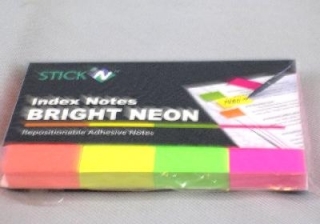 STICK N
Index Notes
BRIGHT NEON
Repositionable Adhesive Notes